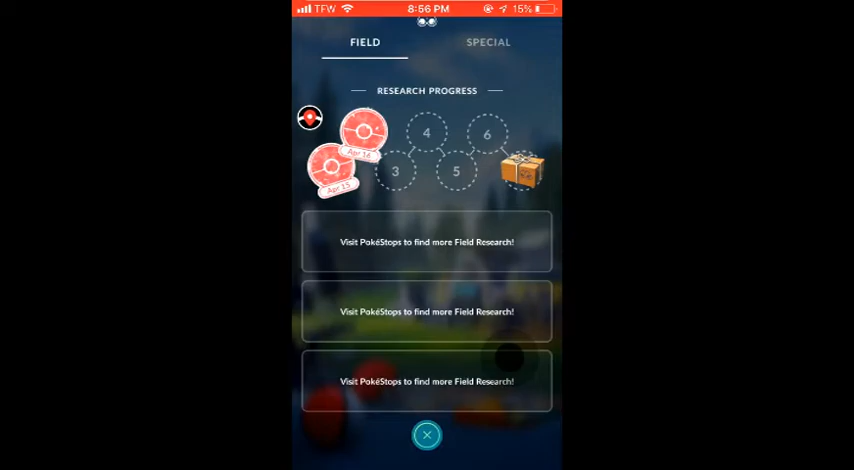 TFW 8:56 PM 15%
FIELD SPECIAL
RESEARCH PROGRESS
Apr 16 4 6
Apr 15 3 5
Visit PokéStops to find more Field Research!
Visit PokéStops to find more Field Research!
Visit PokéStops to find more Field Research!